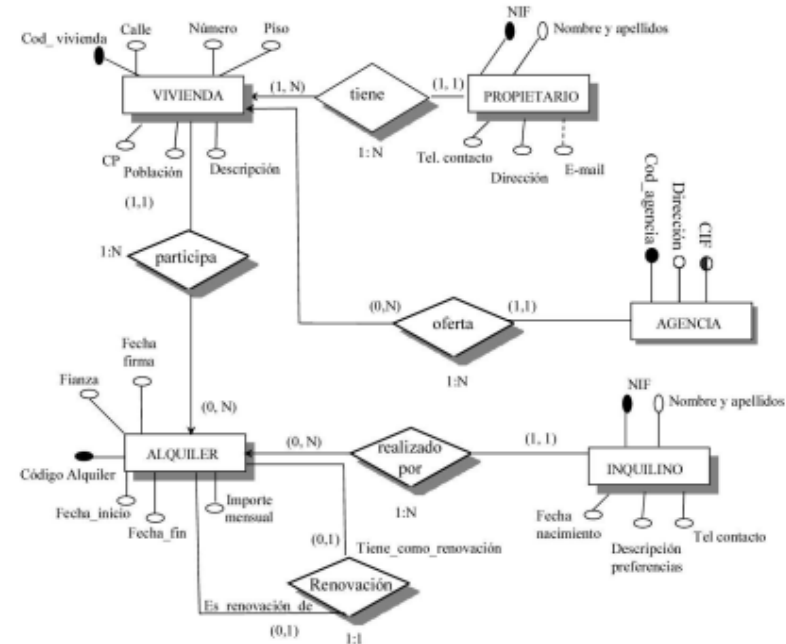 Cod_ vivienda
Calle
Número
Piso
NIF
Nombre y apellidos
VIVIENDA
(1, N)
tiene
(1, 1)
PROPIETARIO
1: N
CP
Población
Descripción
Tel. contacto
Dirección
E-mail
(1,1)
Cod_agencia
Dirección
CIF
1:N
participa
(0,N)
oferta
(1,1)
AGENCIA
1:N
Fecha
firma
Fianza
(0, N)
NIF
Nombre y apellidos
ALQUILER
(0, N)
realizado
por
(1, 1)
INQUILINO
Código Alquiler
Fecha_inicio
Fecha_fin
Importe
mensual
1:N
Fecha
nacimiento
Descripción
preferencias
Tel contacto
(0,1)
Tiene_como_renovación
Renovación
Es_renovación_de
(0,1)
1:1